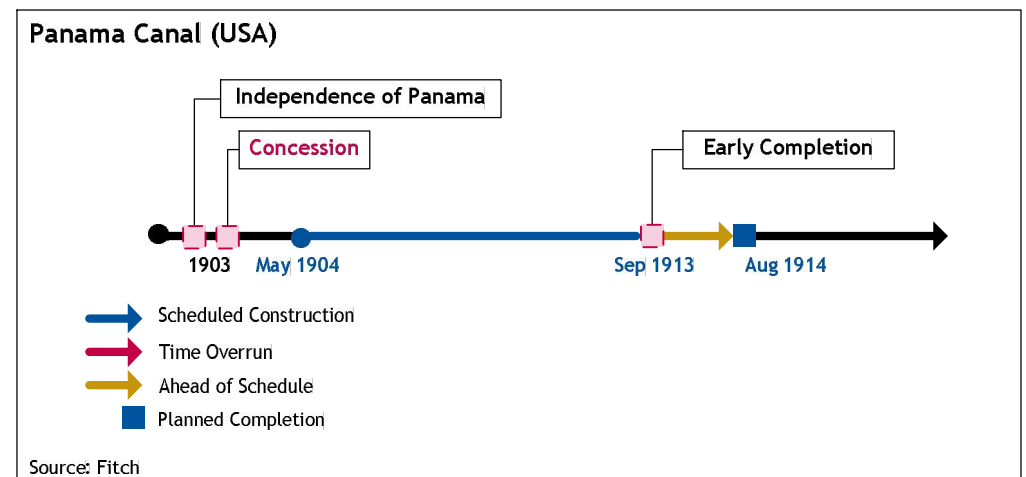 Panama Canal (USA)
Independence of Panama
Concession
Early Completion
1903
May 1904
Sep 1913
Aug 1914
Scheduled Construction
Time Overrun
Ahead of Schedule
Planned Completion
Source: Fitch